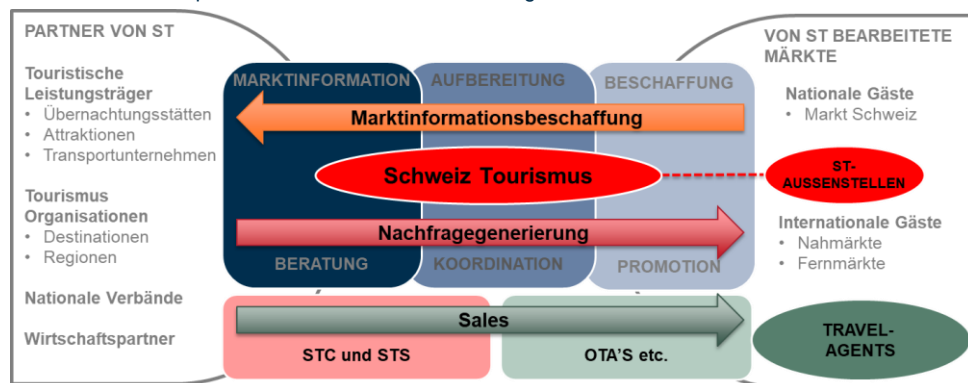 PARTNER VON ST
Touristische
Leistungsträger
• Übernachtungsstätten
• Attraktionen
• Transportunternehmen
Tourismus
Organisationen
• Destinationen
• Regionen
Nationale Verbände
Wirtschaftspartner
MARKTINFORMATION
AUFBEREITUNG
BESCHAFFUNG
Marktinformationsbeschaffung
Schweiz Tourismus
Nachfragegenerierung
BERATUNG
KOORDINATION
PROMOTION
Sales
STC und STS
OTA'S etc.
VON ST BEARBEITETE
MÄRKTE
Nationale Gäste
• Markt Schweiz
ST-
AUSSENSTELLEN
Internationale Gäste
• Nahmärkte
• Fernmärkte
TRAVEL-
AGENTS